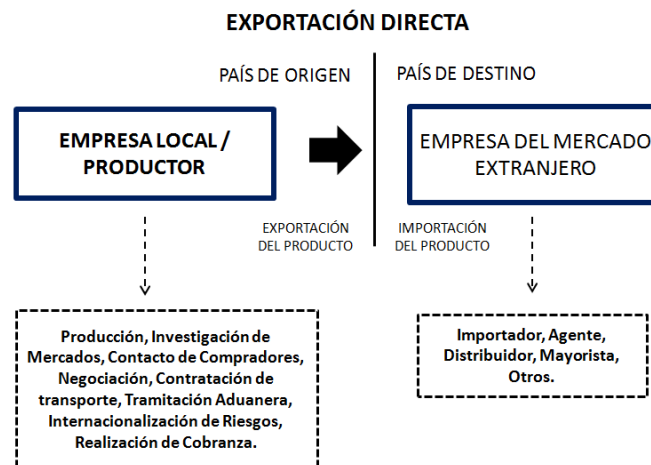 EXPORTACIÓN DIRECTA
PAÍS DE ORIGEN
PAÍS DE DESTINO
EMPRESA LOCAL /
PRODUCTOR
EMPRESA DEL MERCADO
EXTRANJERO
EXPORTACIÓN
DEL PRODUCTO
IMPORTACIÓN
DEL PRODUCTO
Producción, Investigación de
Mercados, Contacto de Compradores,
Negociación, Contratación de
transporte, Tramitación Aduanera,
Internacionalización de Riesgos,
Realización de Cobranza.
Importador, Agente,
Distribuidor, Mayorista,
Otros.